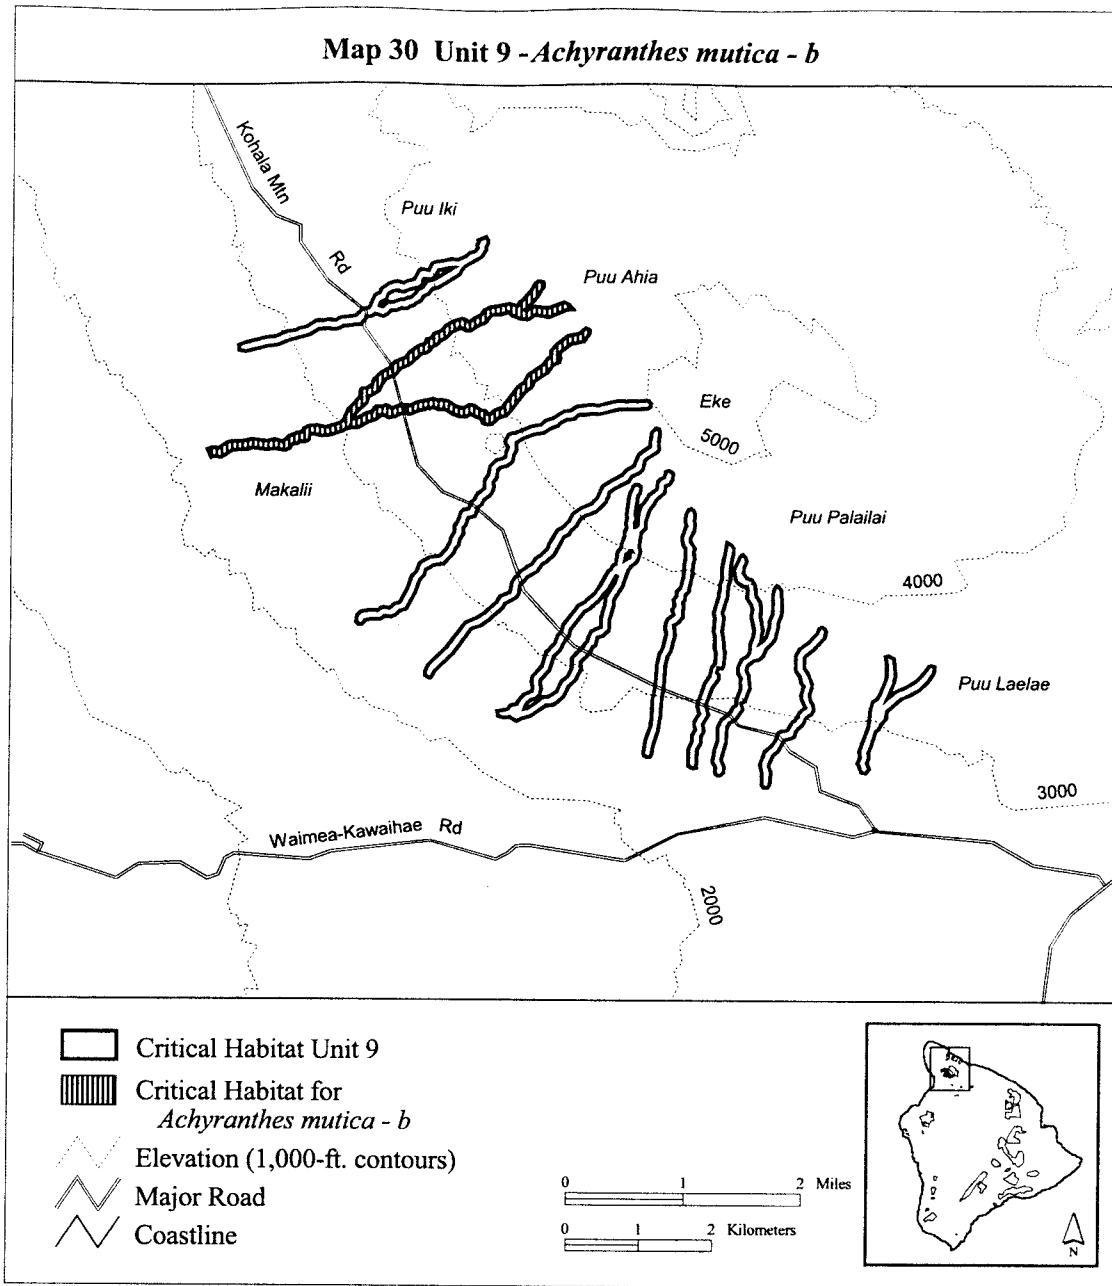 Map 30 Unit 9 - Achyranthes mutica - b
Kohala Mtn
Rd
Puu Iki
Puu Ahia
Eke
5000
Makalii
Puu Palailai
4000
Puu Laelae
3000
Waimea-Kawaihae Rd
2000
Critical Habitat Unit 9
Critical Habitat for
Achyranthes mutica - b
Elevation (1,000-ft. contours)
Major Road
Coastline
0 1 2 Miles
0 1 2 Kilometers
N